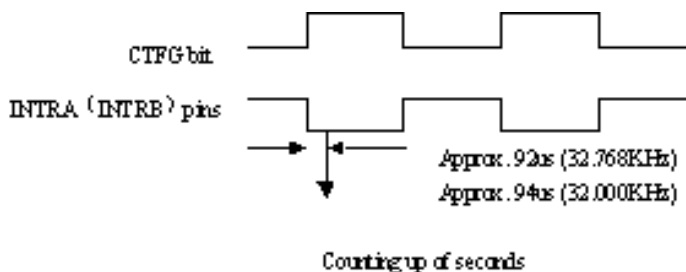 CTFG bit
INTRA (INTRB) pins
Approx. 92us (32.768KHz)
Approx. 94us (32.000KHz)
Counting up of seconds